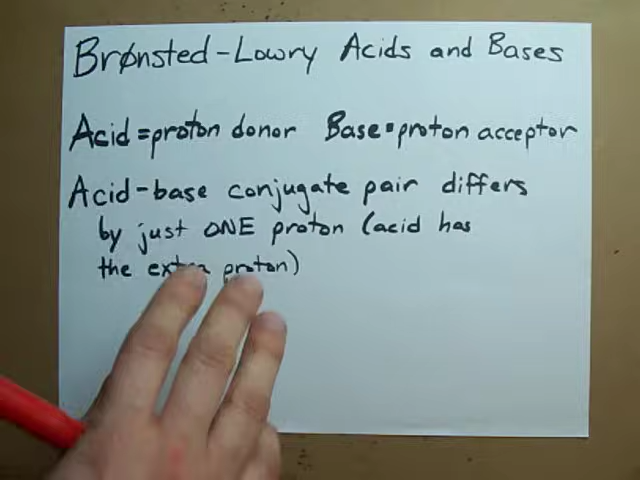 Brønsted-Lowry Acids and Bases
Acid=proton donor Base=proton acceptor
Acid-base conjugate pair differs
by just ONE proton (acid has
the extra proton)